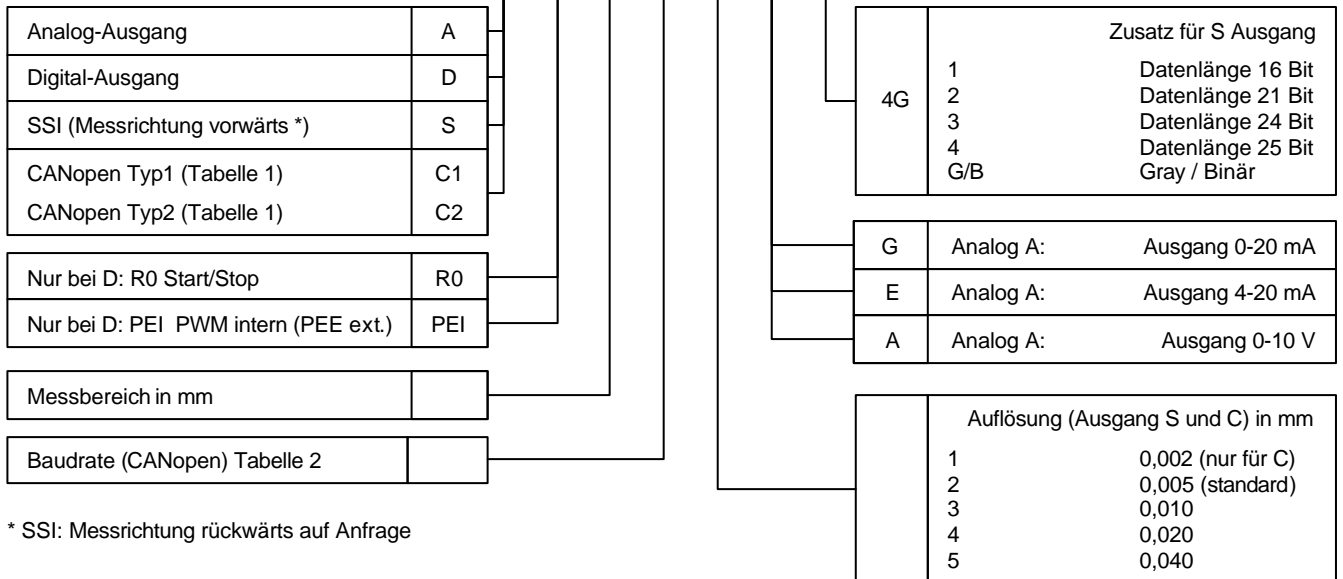 Analog-Ausgang A
Digital-Ausgang D
SSI (Messrichtung vorwärts *) S
CANopen Typ1 (Tabelle 1) C1
CANopen Typ2 (Tabelle 1) C2
Nur bei D: R0 Start/Stop R0
Nur bei D: PEI PWM intern (PEE ext.) PEI
Messbereich in mm
Baudrate (CANopen) Tabelle 2
* SSI: Messrichtung rückwärts auf Anfrage
4G
Zusatz für S Ausgang
1 Datenlänge 16 Bit
2 Datenlänge 21 Bit
3 Datenlänge 24 Bit
4 Datenlänge 25 Bit
G/B Gray / Binär
G Analog A: Ausgang 0-20 mA
E Analog A: Ausgang 4-20 mA
A Analog A: Ausgang 0-10 V
Auflösung (Ausgang S und C) in mm
1 0,002 (nur für C)
2 0,005 (standard)
3 0,010
4 0,020
5 0,040